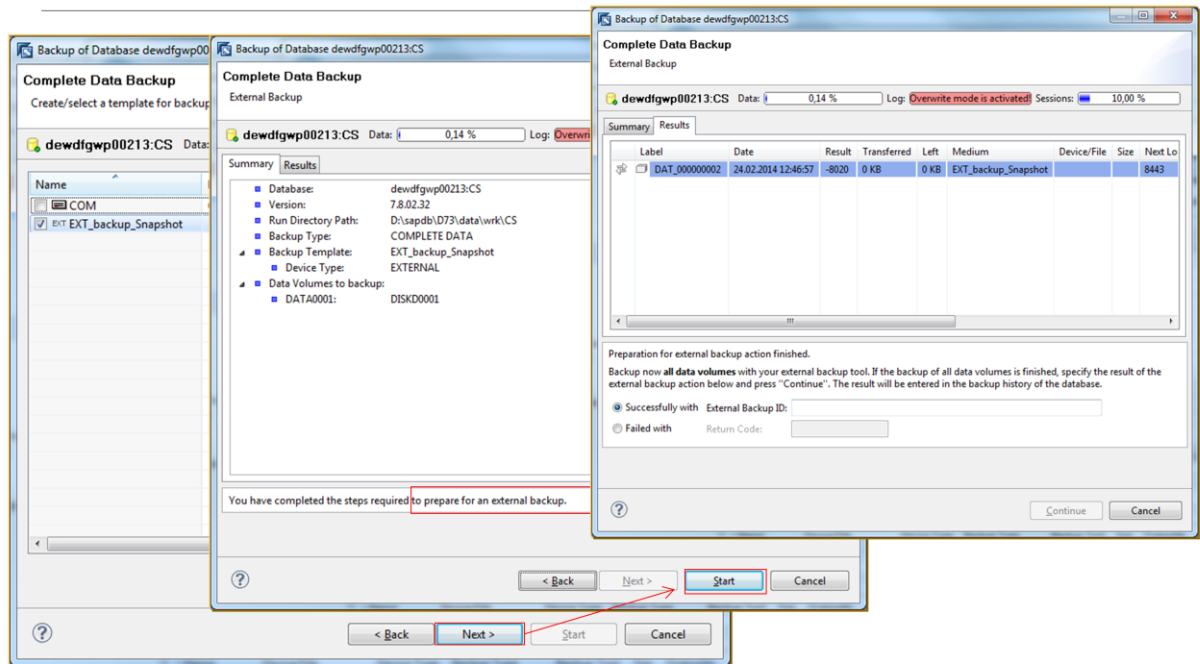 Backup of Database dewdfgwp00
Complete Data Backup
Create/select a template for backup
dewdfgwp00213:CS Data:
Name
COM
EXT EXT_backup_Snapshot
< Back Next > Start Cancel
Backup of Database dewdfgwp00213:CS
Complete Data Backup
External Backup
dewdfgwp00213:CS Data: 0,14 % Log: Overwri
Summary Results
Database: dewdfgwp00213:CS
Version: 7.8.02.32
Run Directory Path: D:\sapdb\D73\data\wrk\CS
Backup Type: COMPLETE DATA
Backup Template: EXT_backup_Snapshot
Device Type: EXTERNAL
Data Volumes to backup:
DATA0001: DISKD0001
You have completed the steps required to prepare for an external backup.
< Back Next > Start Cancel
Backup of Database dewdfgwp00213:CS
Complete Data Backup
External Backup
dewdfgwp00213:CS Data: 0,14 % Log: Overwrite mode is activated! Sessions: 10,00 %
Summary Results
Label Date Result Transferred Left Medium Device/File Size Next Lo
DAT_000000002 24.02.2014 12:46:57 -8020 0 KB 0 KB EXT_backup_Snapshot 8443
Preparation for external backup action finished.
Backup now all data volumes with your external backup tool. If the backup of all data volumes is finished, specify the result of the
external backup action below and press "Continue". The result will be entered in the backup history of the database.
Successfully with External Backup ID:
Failed with Return Code:
Continue Cancel